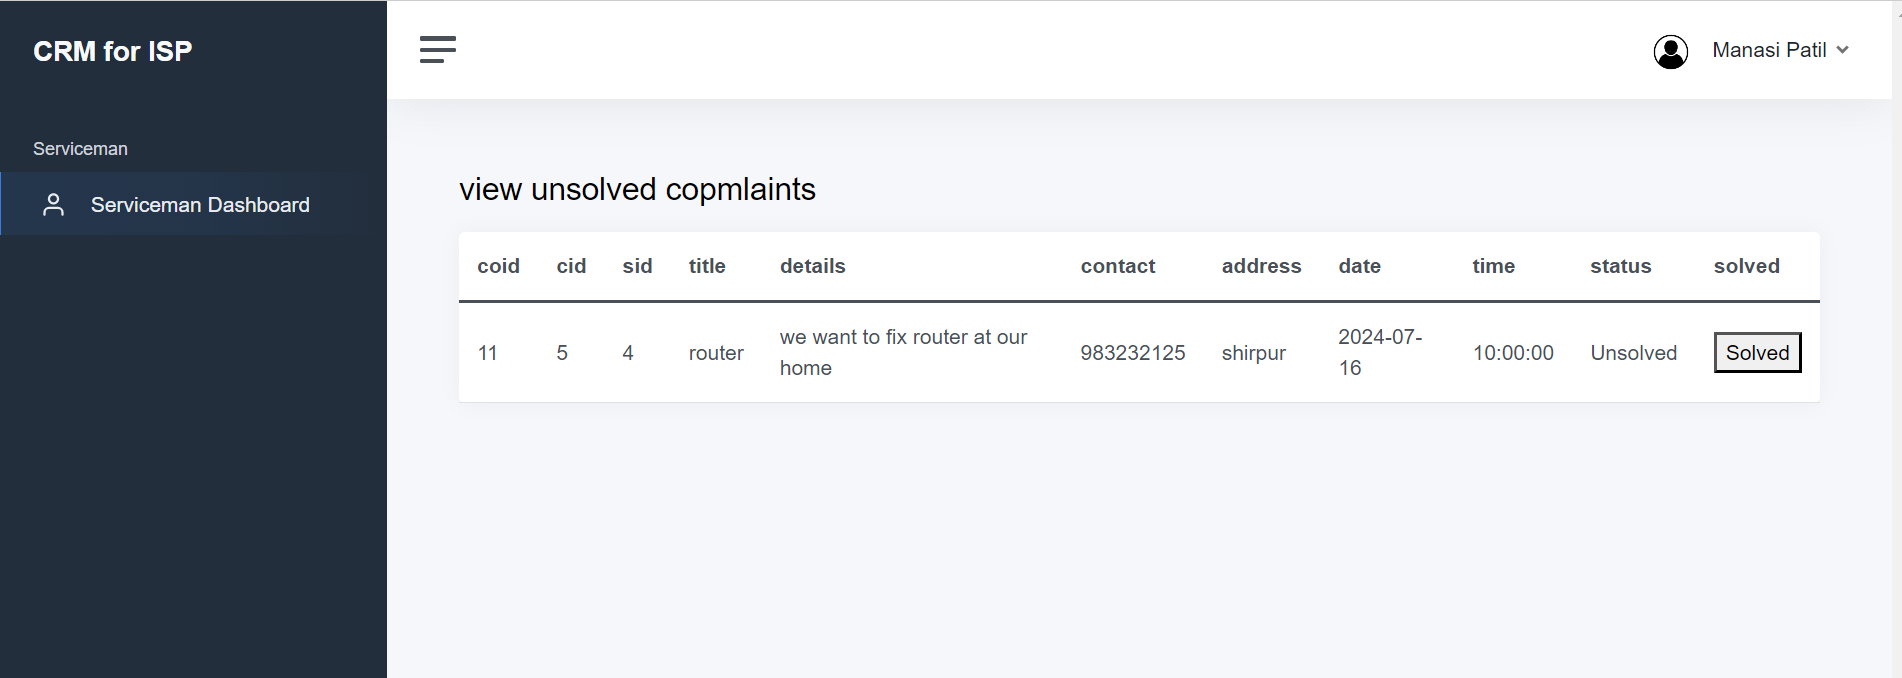 CRM for ISP
Manasi Patil
Serviceman
Serviceman Dashboard
view unsolved copmlaints
coid cid sid title details contact address date time status solved
11 5 4 router we want to fix router at our home 983232125 shirpur 2024-07-16 10:00:00 Unsolved Solved